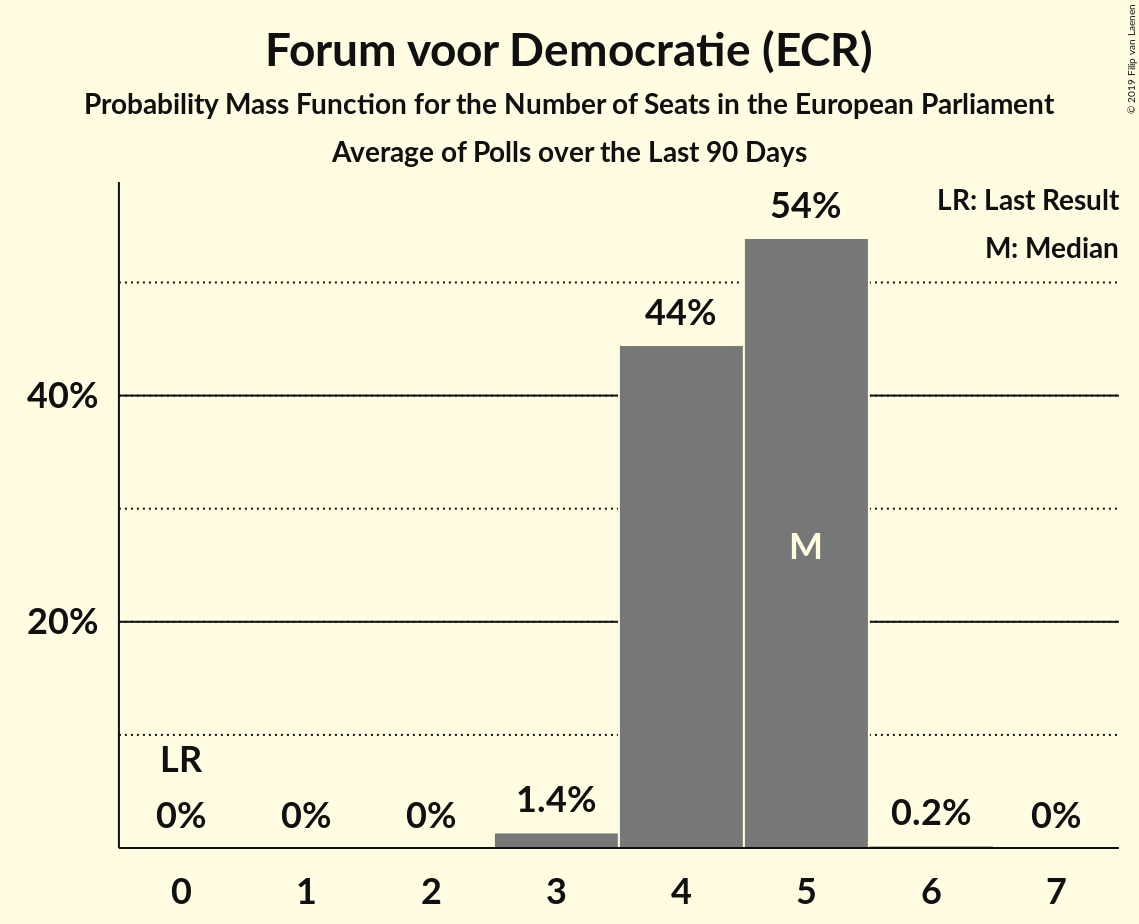 Forum voor Democratie (ECR)
Probability Mass Function for the Number of Seats in the European Parliament
Average of Polls over the Last 90 Days
© 2019 Filip van Laenen
LR: Last Result
M: Median
54%
44%
40%
M
20%
LR
0% 0% 0% 1.4% 0.2% 0%
0 1 2 3 4 5 6 7